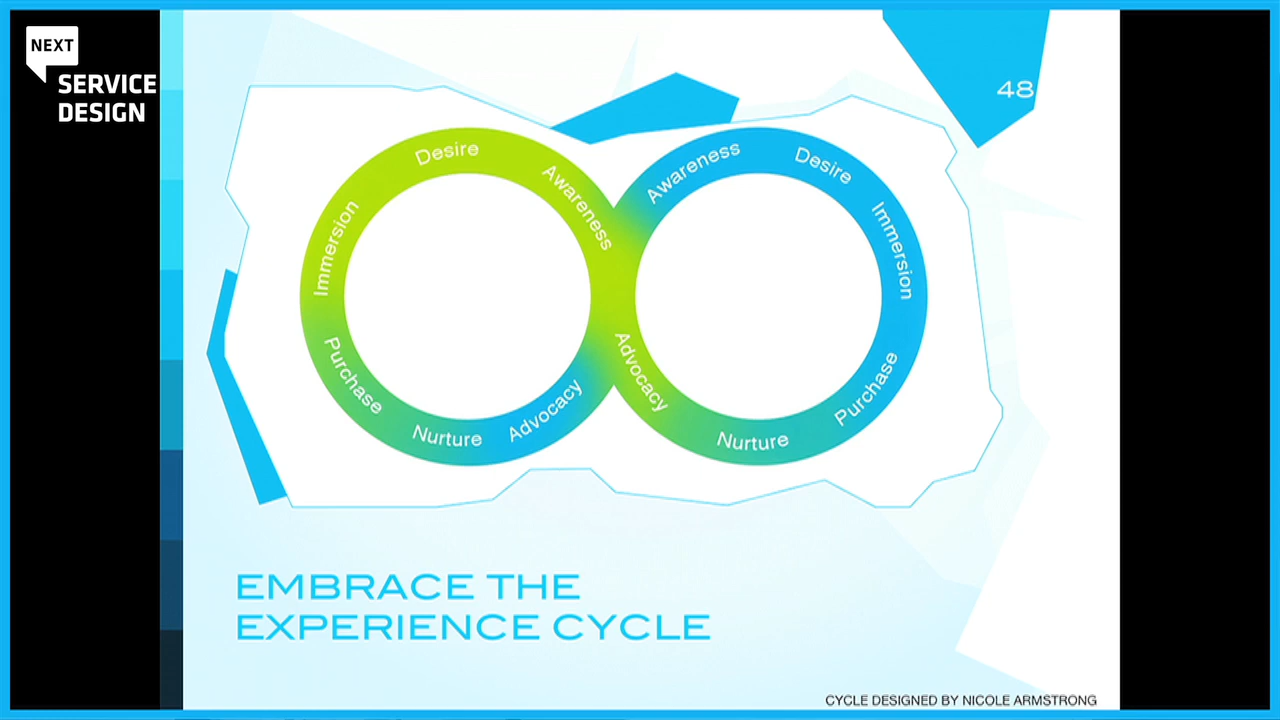 NEXT
SERVICE
DESIGN
48
Desire
Awareness
Immersion
Purchase
Nurture
Advocacy
Awareness
Desire
Immersion
Purchase
Nurture
Advocacy
EMBRACE THE
EXPERIENCE CYCLE
CYCLE DESIGNED BY NICOLE ARMSTRONG